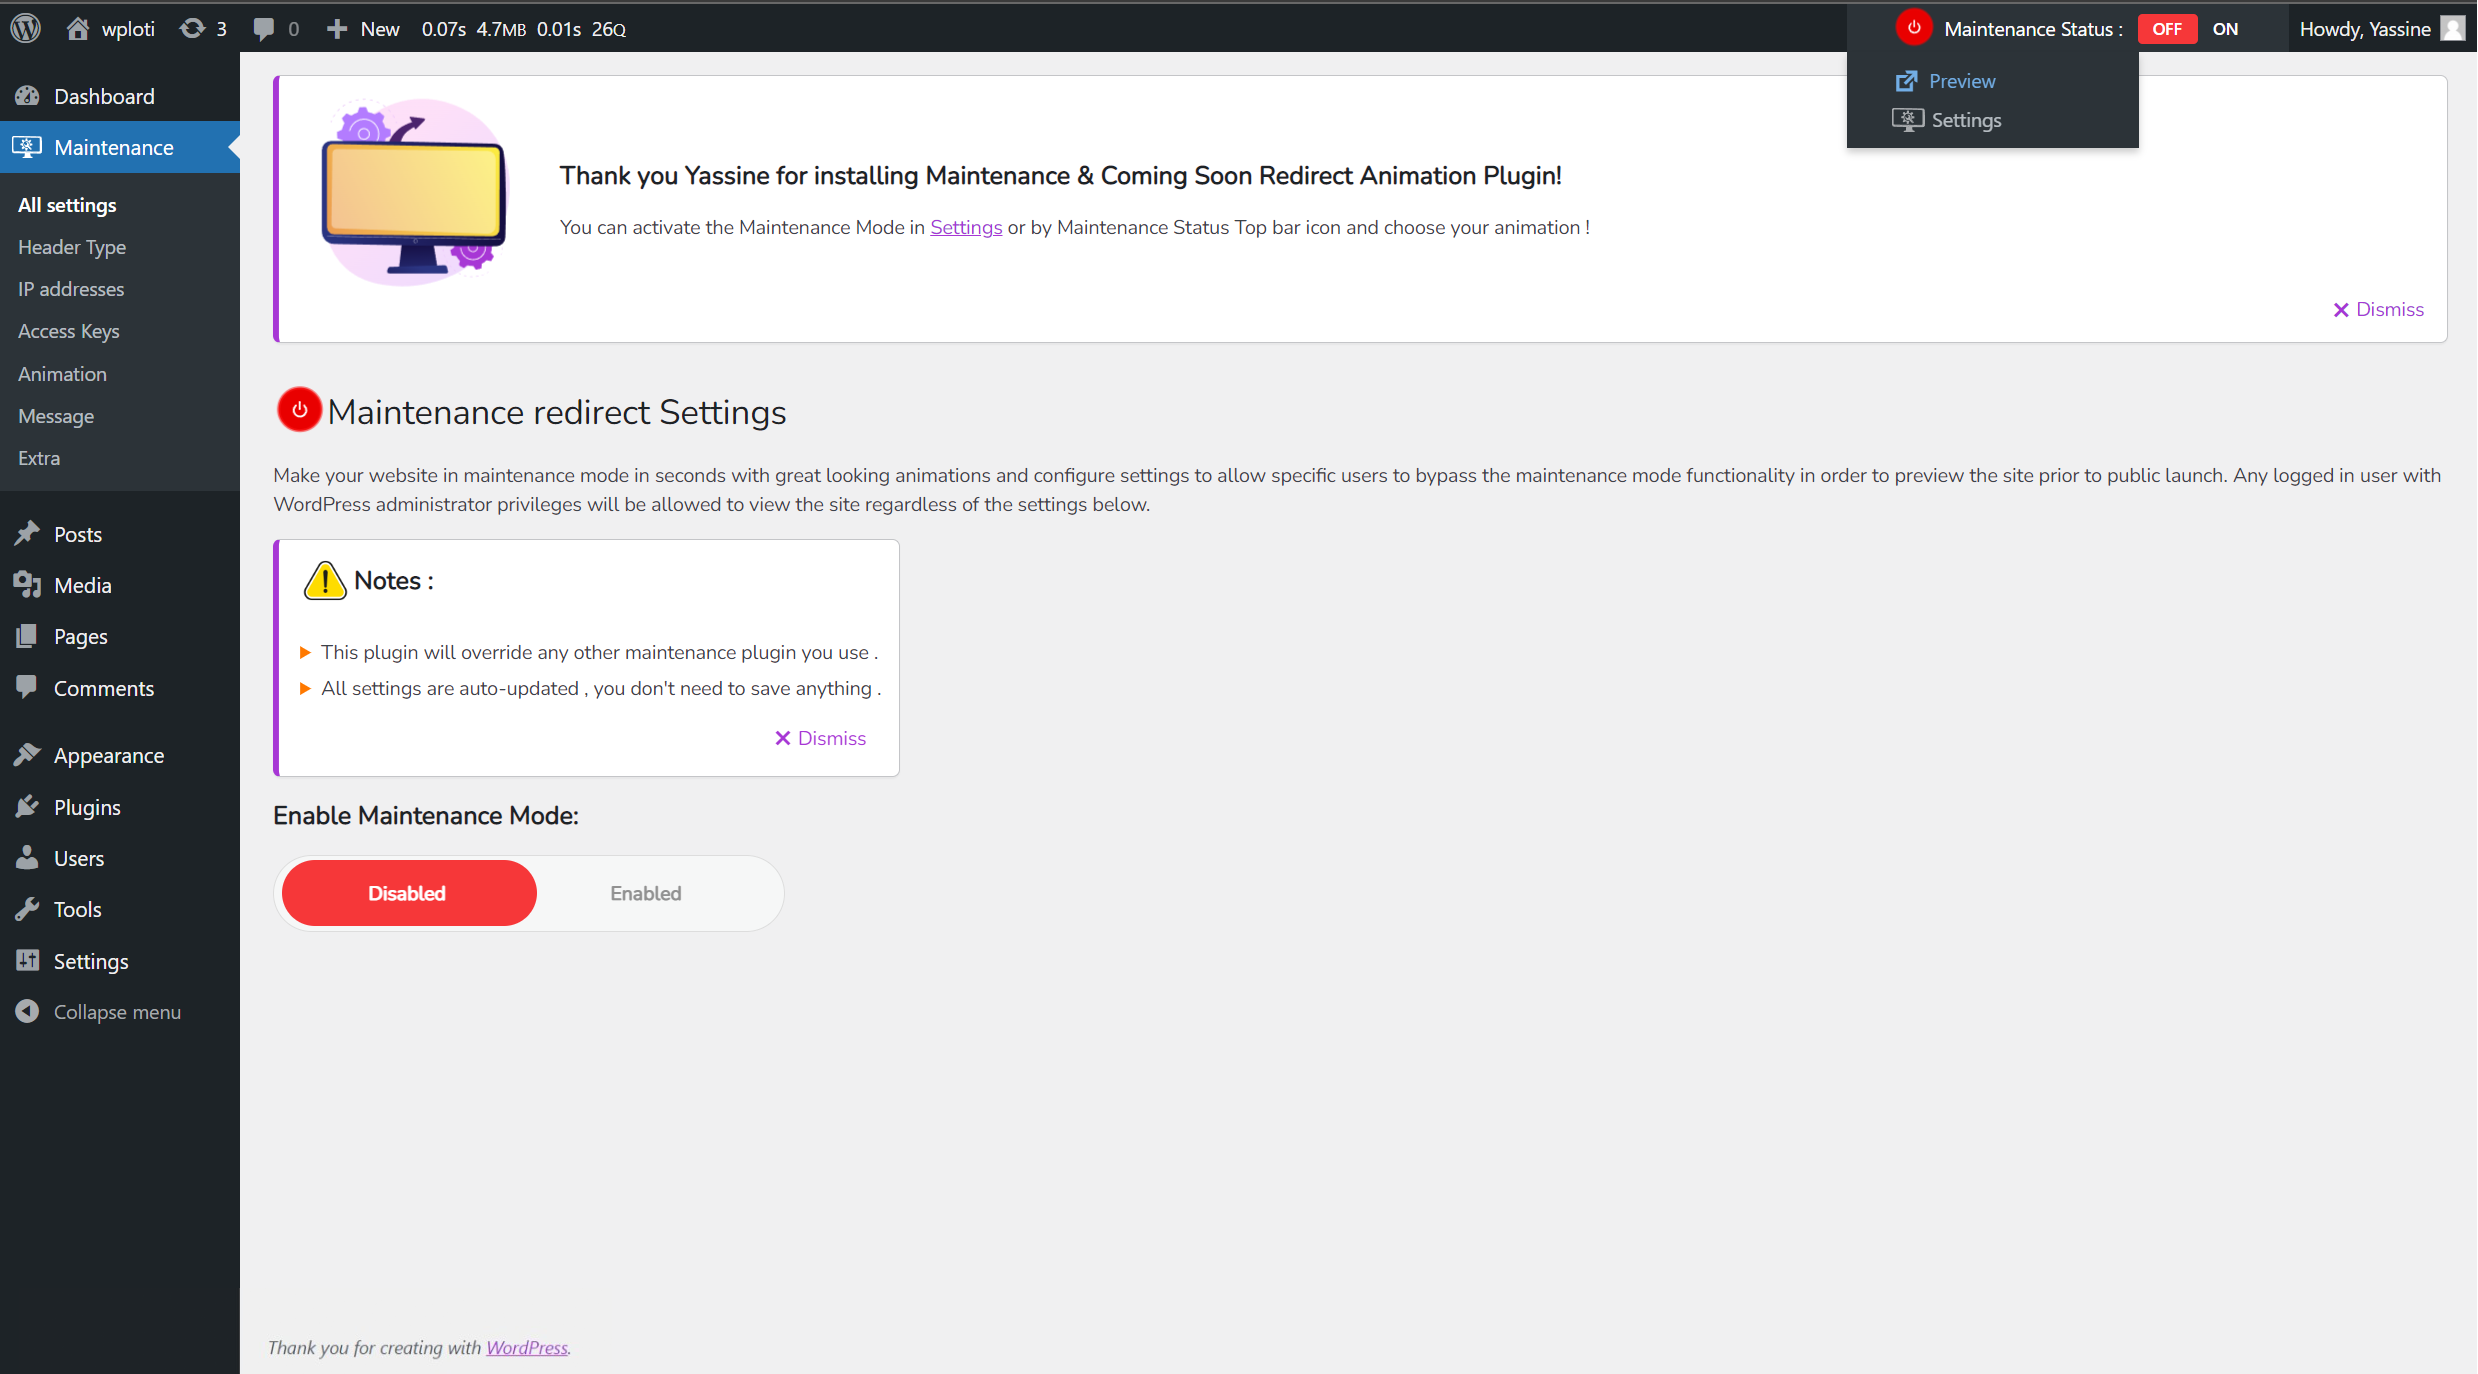 wploti 3 0 New 0.07s 4.7MB 0.01s 26Q Maintenance Status : OFF ON Howdy, Yassine
Preview
Settings
Dashboard
Maintenance
All settings
Header Type
IP addresses
Access Keys
Animation
Message
Extra
Posts
Media
Pages
Comments
Appearance
Plugins
Users
Tools
Settings
Collapse menu
Thank you Yassine for installing Maintenance & Coming Soon Redirect Animation Plugin!
You can activate the Maintenance Mode in Settings or by Maintenance Status Top bar icon and choose your animation !
Dismiss
Maintenance redirect Settings
Make your website in maintenance mode in seconds with great looking animations and configure settings to allow specific users to bypass the maintenance mode functionality in order to preview the site prior to public launch. Any logged in user with
WordPress administrator privileges will be allowed to view the site regardless of the settings below.
Notes :
This plugin will override any other maintenance plugin you use .
All settings are auto-updated , you don't need to save anything .
Dismiss
Enable Maintenance Mode:
Disabled Enabled
Thank you for creating with WordPress.